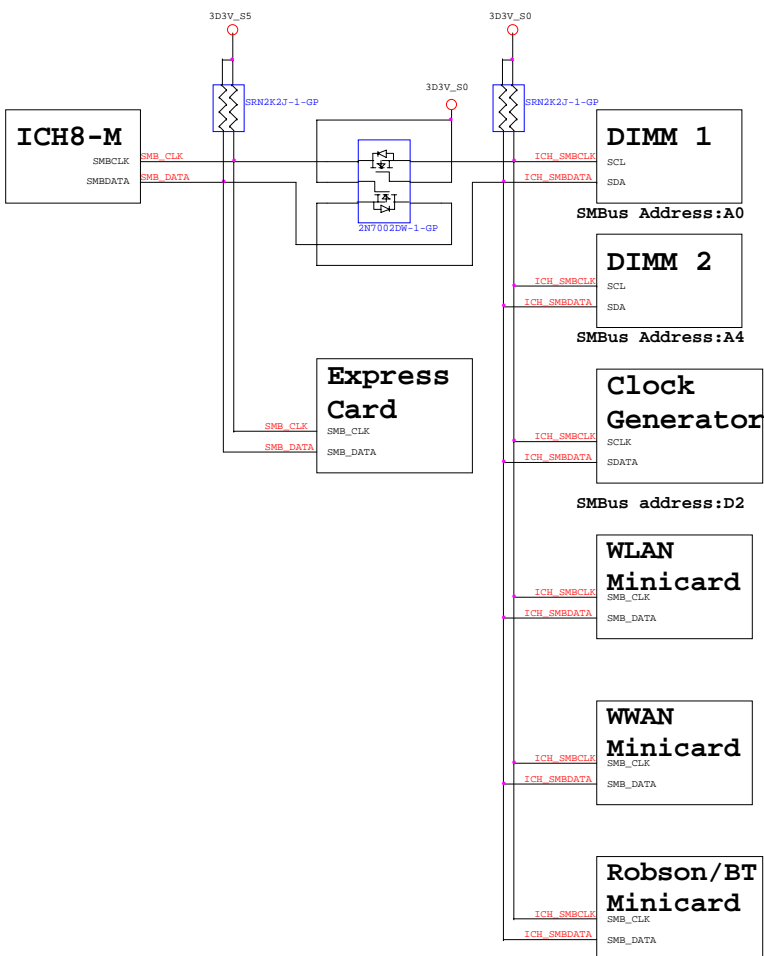 3D3V_S5
3D3V_S0
3D3V_S0
SRN2K2J-1-GP
SRN2K2J-1-GP
ICH8-M
SMBCLK
SMB_CLK
SMBDATA
SMB_DATA
2N7002DW-1-GP
DIMM 1
ICH_SMBCLK
SCL
ICH_SMBDATA
SDA
SMBus Address:A0
DIMM 2
ICH_SMBCLK
SCL
ICH_SMBDATA
SDA
SMBus Address:A4
Express
Card
SMB_CLK
SMB_CLK
SMB_DATA
SMB_DATA
Clock
Generator
ICH_SMBCLK
SCLK
ICH_SMBDATA
SDATA
SMBus address:D2
WLAN
Minicard
ICH_SMBCLK
SMB_CLK
ICH_SMBDATA
SMB_DATA
WWAN
Minicard
ICH_SMBCLK
SMB_CLK
ICH_SMBDATA
SMB_DATA
Robson/BT
Minicard
ICH_SMBCLK
SMB_CLK
ICH_SMBDATA
SMB_DATA